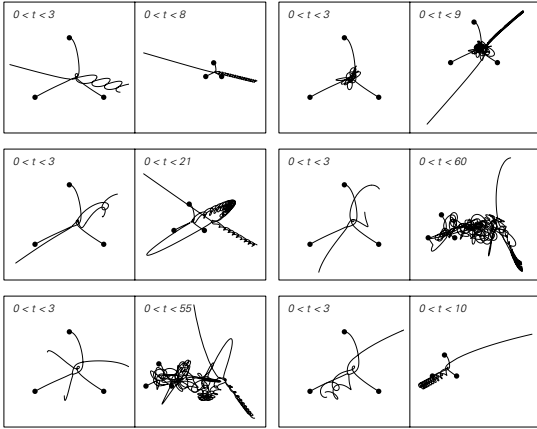 0 < t < 3
0 < t < 8
0 < t < 3
0 < t < 9
0 < t < 3
0 < t < 21
0 < t < 3
0 < t < 60
0 < t < 3
0 < t < 55
0 < t < 3
0 < t < 10